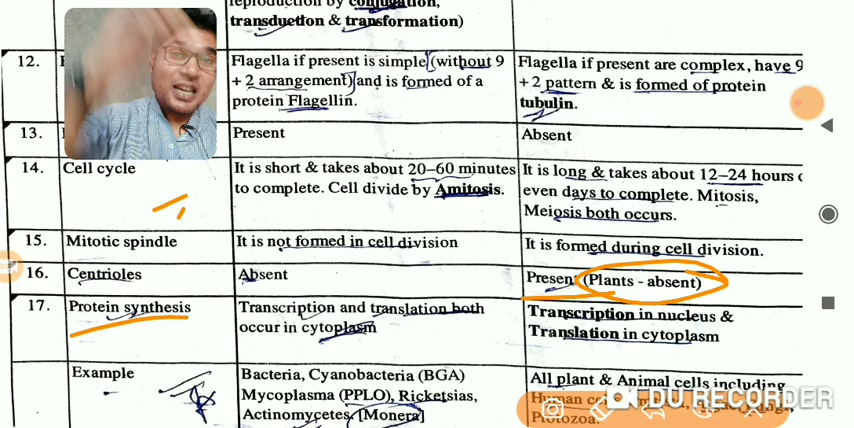 reproduction by conjugation,
transduction & transformation)
12.
Flagella if present is simple (without 9
+ 2 arrangement) and is formed of a
protein Flagellin.
Flagella if present are complex, have 9
+ 2 pattern & is formed of protein
tubulin.
13.
Present
Absent
14. Cell cycle
It is short & takes about 20–60 minutes
to complete. Cell divide by Amitosis.
It is long & takes about 12–24 hours
even days to complete. Mitosis,
Meiosis both occurs.
15. Mitotic spindle
It is not formed in cell division
It is formed during cell division.
16. Centrioles
Absent
Present (Plants - absent)
17. Protein synthesis
Transcription and translation both
occur in cytoplasm
Transcription in nucleus &
Translation in cytoplasm
Example
Bacteria, Cyanobacteria (BGA)
Mycoplasma (PPLO), Ricketsias,
Actinomycetes [Monera]
All plant & Animal cells including
Human
Protozoa.
DU RECORDER